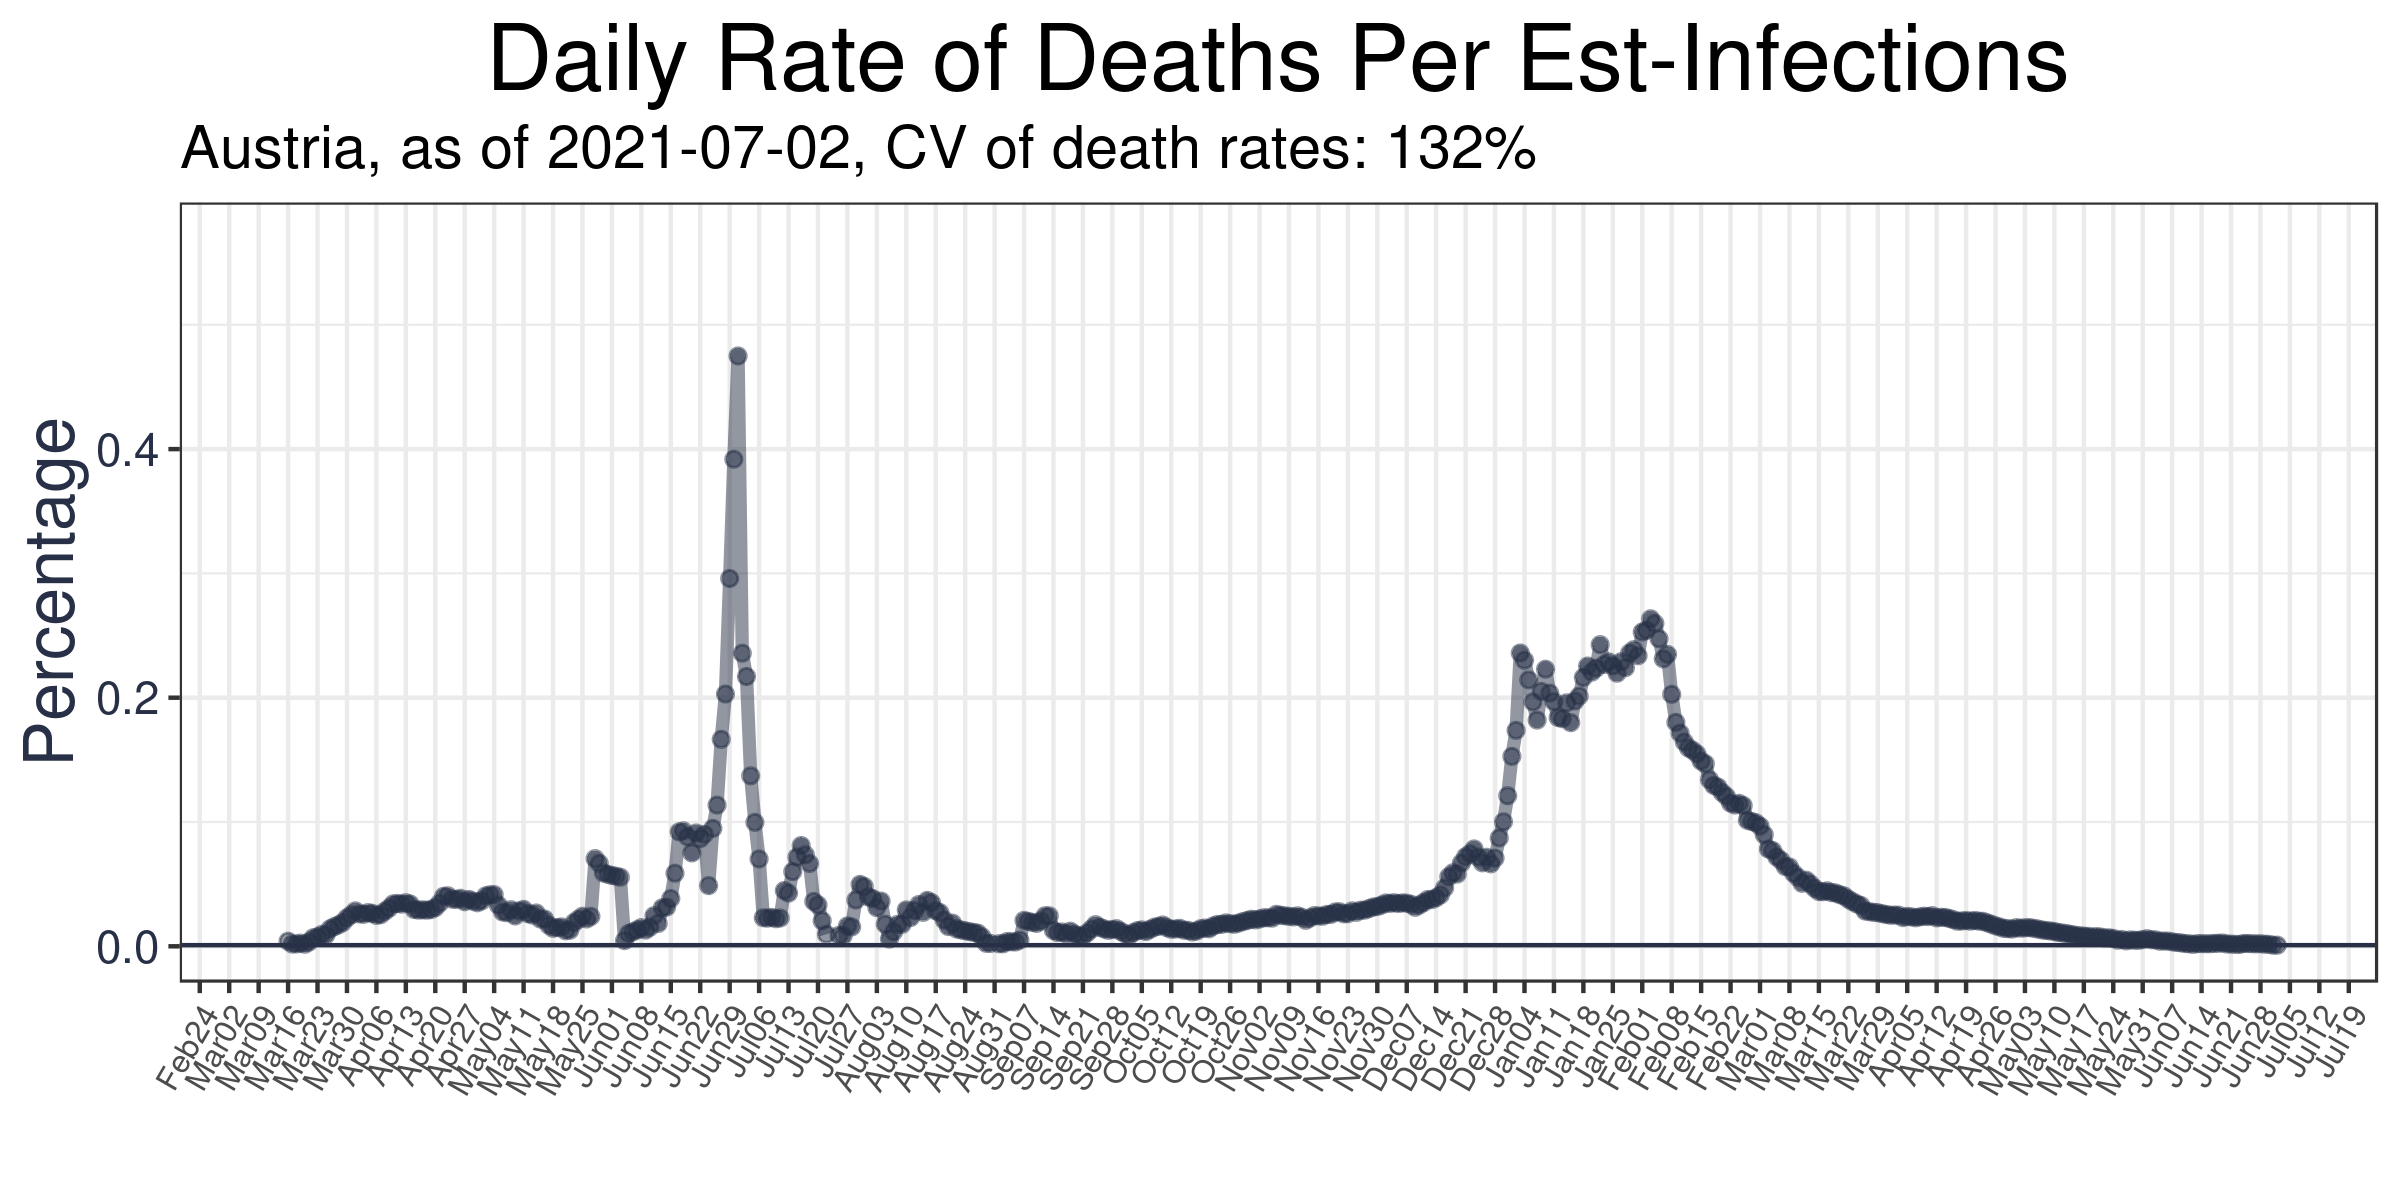 Daily Rate of Deaths Per Est-Infections
Austria, as of 2021-07-02, CV of death rates: 132%
Percentage
0.4
0.2
0.0
Feb24
Mar02
Mar09
Mar16
Mar23
Mar30
Apr06
Apr13
Apr20
Apr27
May04
May11
May18
May25
Jun01
Jun08
Jun15
Jun22
Jun29
Jul06
Jul13
Jul20
Jul27
Aug03
Aug10
Aug17
Aug24
Aug31
Sep07
Sep14
Sep21
Sep28
Oct05
Oct12
Oct19
Oct26
Nov02
Nov09
Nov16
Nov23
Nov30
Dec07
Dec14
Dec21
Dec28
Jan04
Jan11
Jan18
Jan25
Feb01
Feb08
Feb15
Feb22
Mar01
Mar08
Mar15
Mar22
Mar29
Apr05
Apr12
Apr19
Apr26
May03
May10
May17
May24
May31
Jun07
Jun14
Jun21
Jun28
Jul05
Jul12
Jul19